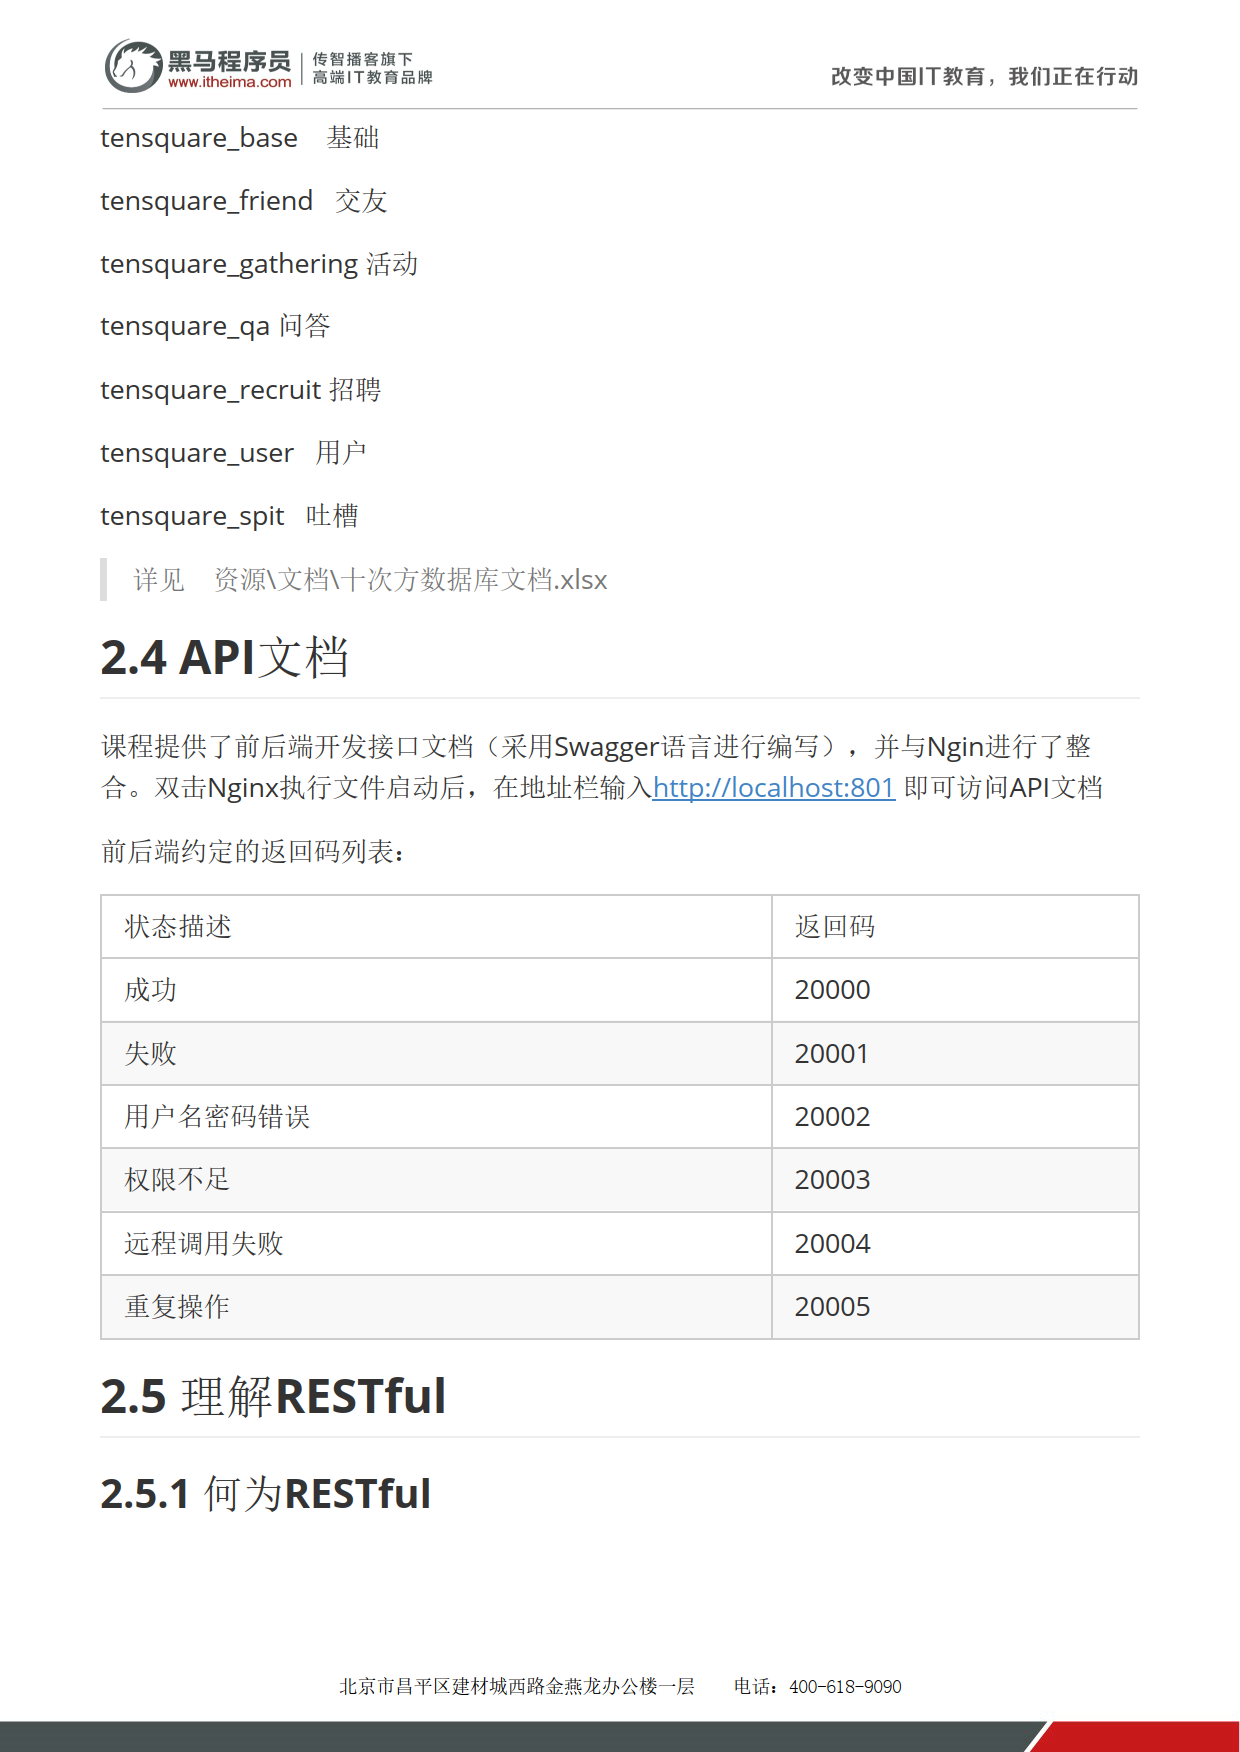 黑马程序员
www.itheima.com
传智播客旗下
高端IT教育品牌
改变中国IT教育，我们正在行动
tensquare_base 基础
tensquare_friend 交友
tensquare_gathering 活动
tensquare_qa 问答
tensquare_recruit 招聘
tensquare_user 用户
tensquare_spit 吐槽
详见 资源\文档\十次方数据库文档.xlsx
2.4 API文档
课程提供了前后端开发接口文档（采用Swagger语言进行编写），并与Ngin进行了整
合。双击Nginx执行文件启动后，在地址栏输入http://localhost:801 即可访问API文档
前后端约定的返回码列表：
状态描述 返回码
成功 20000
失败 20001
用户名密码错误 20002
权限不足 20003
远程调用失败 20004
重复操作 20005
2.5 理解RESTful
2.5.1 何为RESTful
北京市昌平区建材城西路金燕龙办公楼一层 电话：400-618-9090